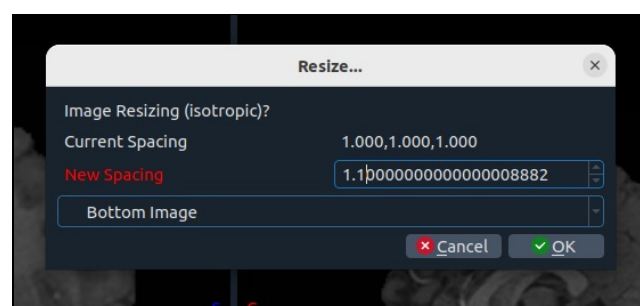 Resize...
Image Resizing (isotropic)?
Current Spacing 1.000,1.000,1.000
New Spacing 1.10000000000000008882
Bottom Image
Cancel OK